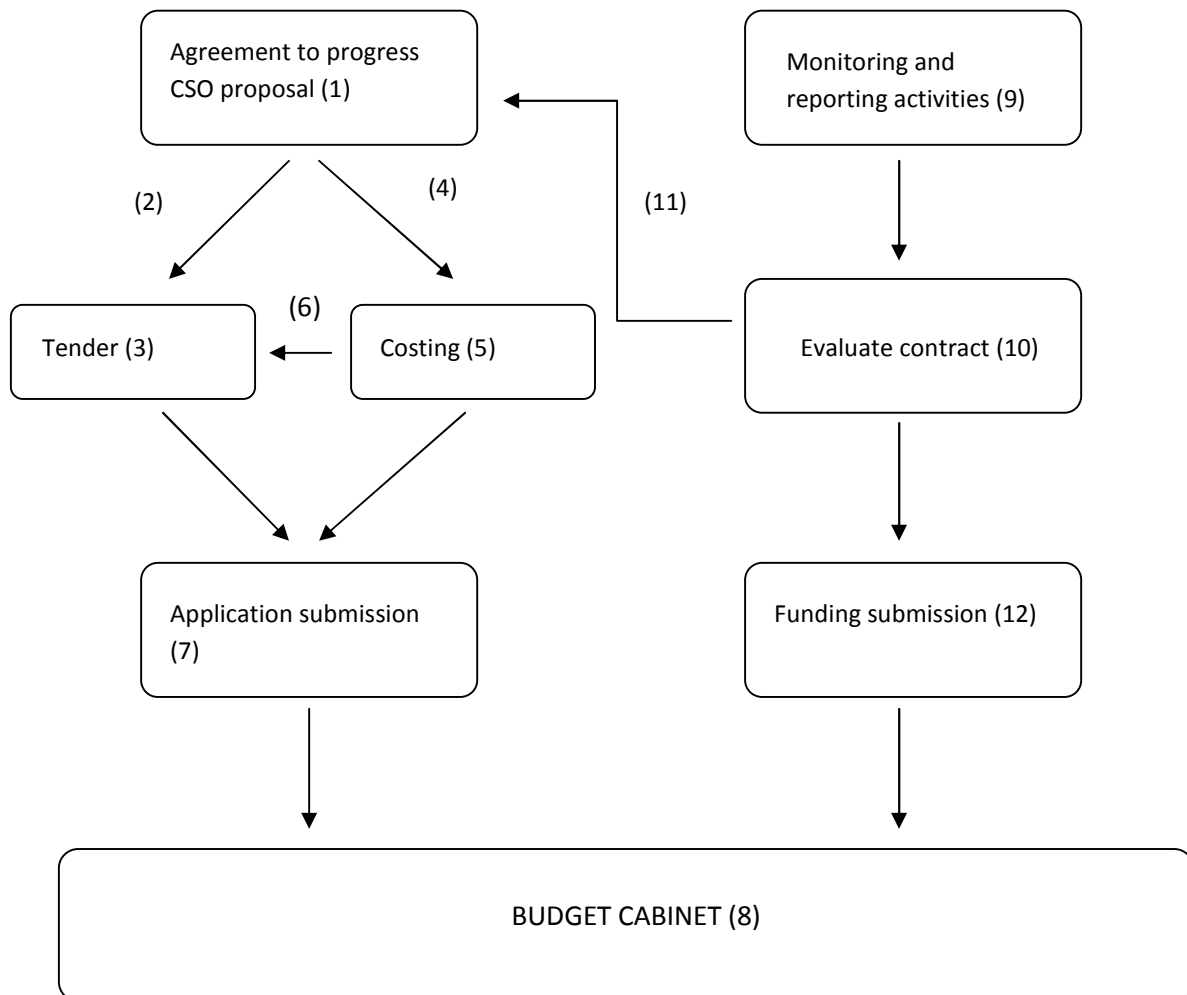 Agreement to progress
CSO proposal (1)
Monitoring and
reporting activities (9)
(2)
(4)
(11)
(6)
Tender (3)
Costing (5)
Evaluate contract (10)
Application submission
(7)
Funding submission (12)
BUDGET CABINET (8)